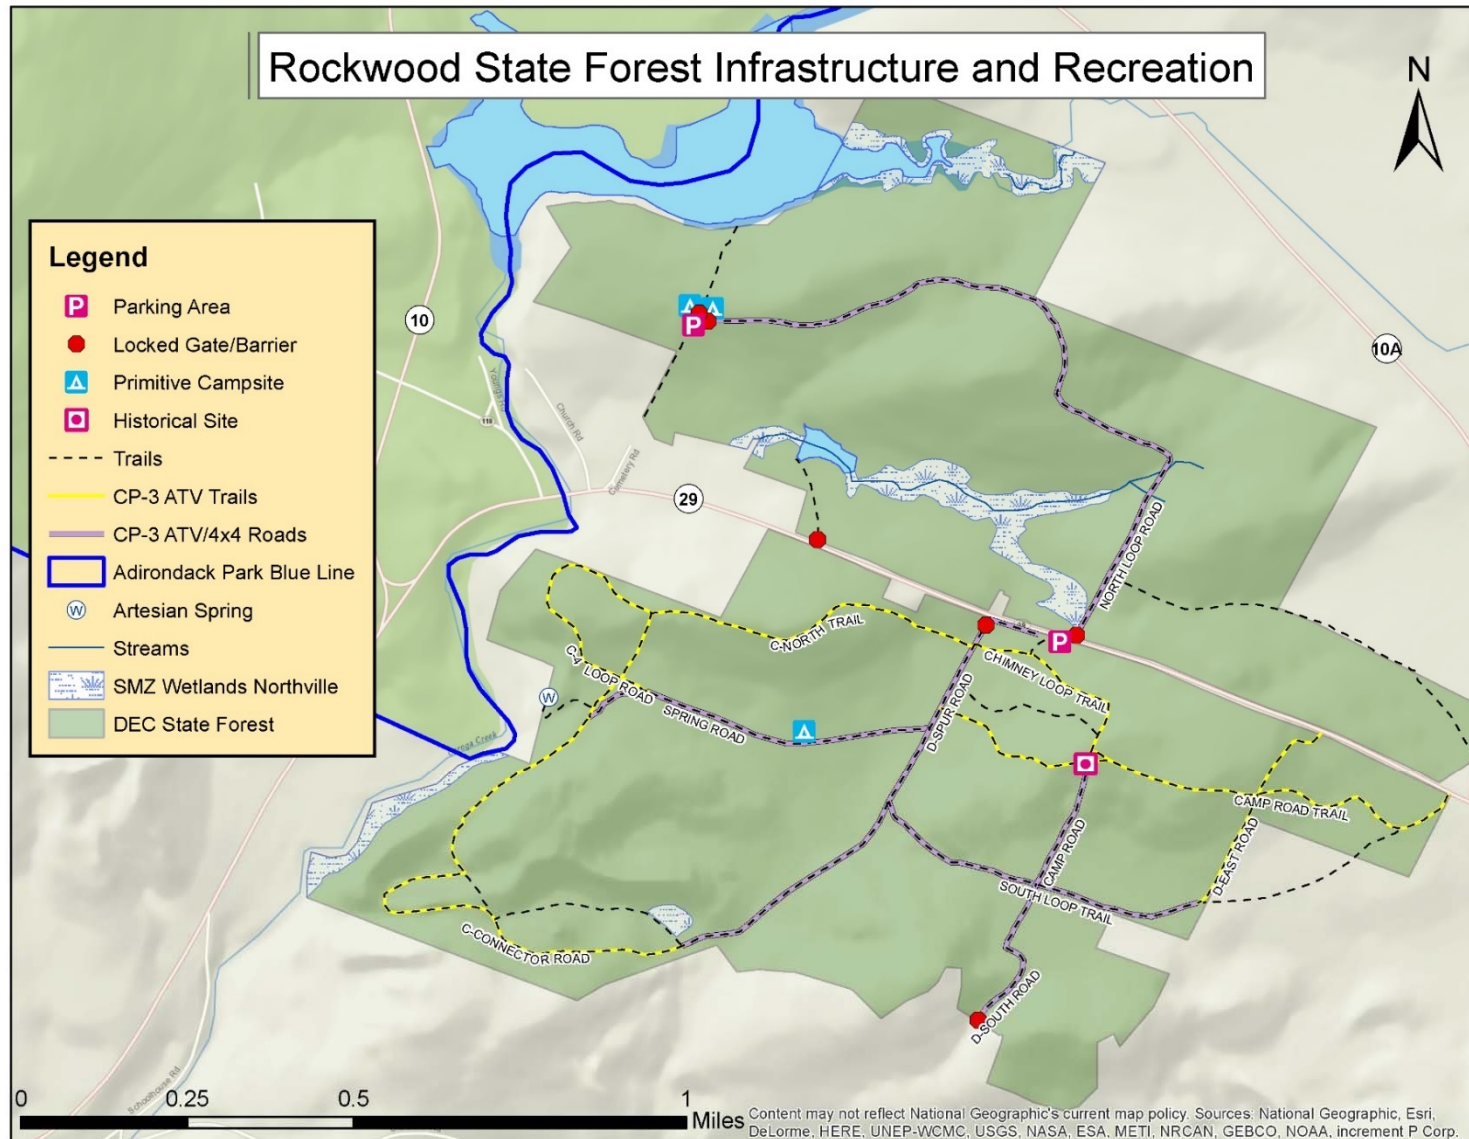 Rockwood State Forest Infrastructure and Recreation
N
Legend
P
Parking Area
Locked Gate/Barrier
Primitive Campsite
Historical Site
Trails
CP-3 ATV Trails
CP-3 ATV/4x4 Roads
Adirondack Park Blue Line
W
Artesian Spring
Streams
SMZ Wetlands Northville
DEC State Forest
10
10A
P
Youngs Rd
Church Rd
118
Cemetery Rd
29
NORTH LOOP ROAD
P
C-NORTH TRAIL
CHIMNEY LOOP TRAIL
C-4 LOOP ROAD
SPRING ROAD
W
D-SPUR ROAD
CAMP ROAD TRAIL
CAMP ROAD
D-EAST ROAD
SOUTH LOOP TRAIL
C-CONNECTOR ROAD
D-SOUTH ROAD
Schoolhouse Rd
0 0.25 0.5 1 Miles
Content may not reflect National Geographic's current map policy. Sources: National Geographic, Esri,
DeLorme, HERE, UNEP-WCMC, USGS, NASA, ESA, METI, NRCAN, GEBCO, NOAA, increment P Corp.